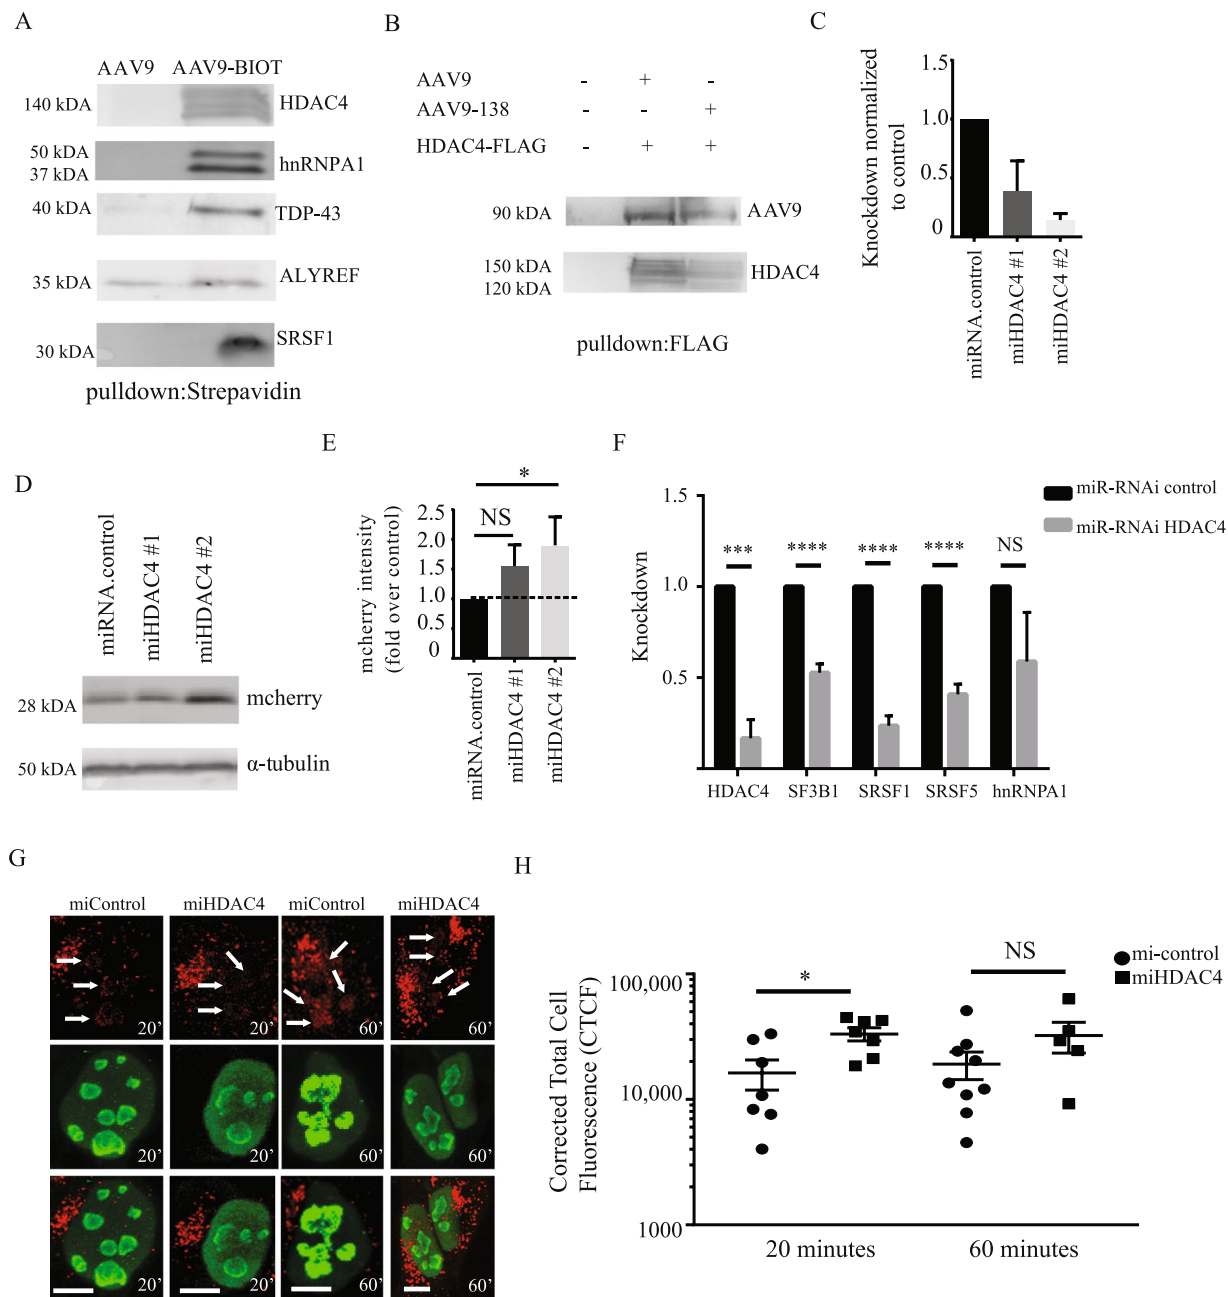 A
AAV9 AAV9-BIOT
140 kDA HDAC4
50 kDA
37 kDA hnRNPA1
40 kDA TDP-43
35 kDA ALYREF
30 kDA SRSF1
pulldown:Strepavidin
B
AAV9 - + -
AAV9-138 - - +
HDAC4-FLAG - + +
90 kDA AAV9
150 kDA
120 kDA HDAC4
pulldown:FLAG
C
Knockdown normalized
to control
1.5
1.0
0.5
0
miRNA.control
miHDAC4 #1
miHDAC4 #2
D
miRNA.control
miHDAC4 #1
miHDAC4 #2
28 kDA mcherry
50 kDA α-tubulin
E
mcherry intensity
(fold over control)
2.5
2.0
1.5
1.0
0.5
0
NS
*
miRNA.control
miHDAC4 #1
miHDAC4 #2
F
miR-RNAi control
miR-RNAi HDAC4
Knockdown
1.5
1.0
0.5
*** **** **** **** NS
HDAC4 SF3B1 SRSF1 SRSF5 hnRNPA1
G
miControl miHDAC4 miControl miHDAC4
20' 20' 60' 60'
20' 20' 60' 60'
20' 20' 60' 60'
H
mi-control
miHDAC4
Corrected Total Cell
Fluorescence (CTCF)
100,000
10,000
1000
* NS
20 minutes 60 minutes